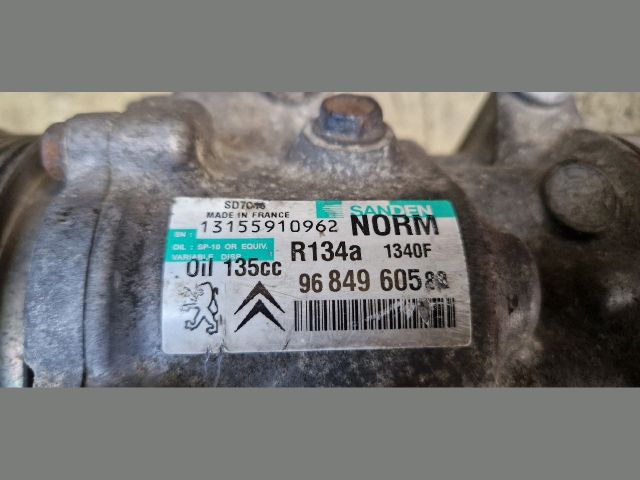 SD7C16
SANDEN
MADE IN FRANCE
EN: 13155910962 NORM
OIL : SP-10 OR EQUIV.
VARIABLE DISP.
R134a 1340F
Oil 135cc
96 849 605